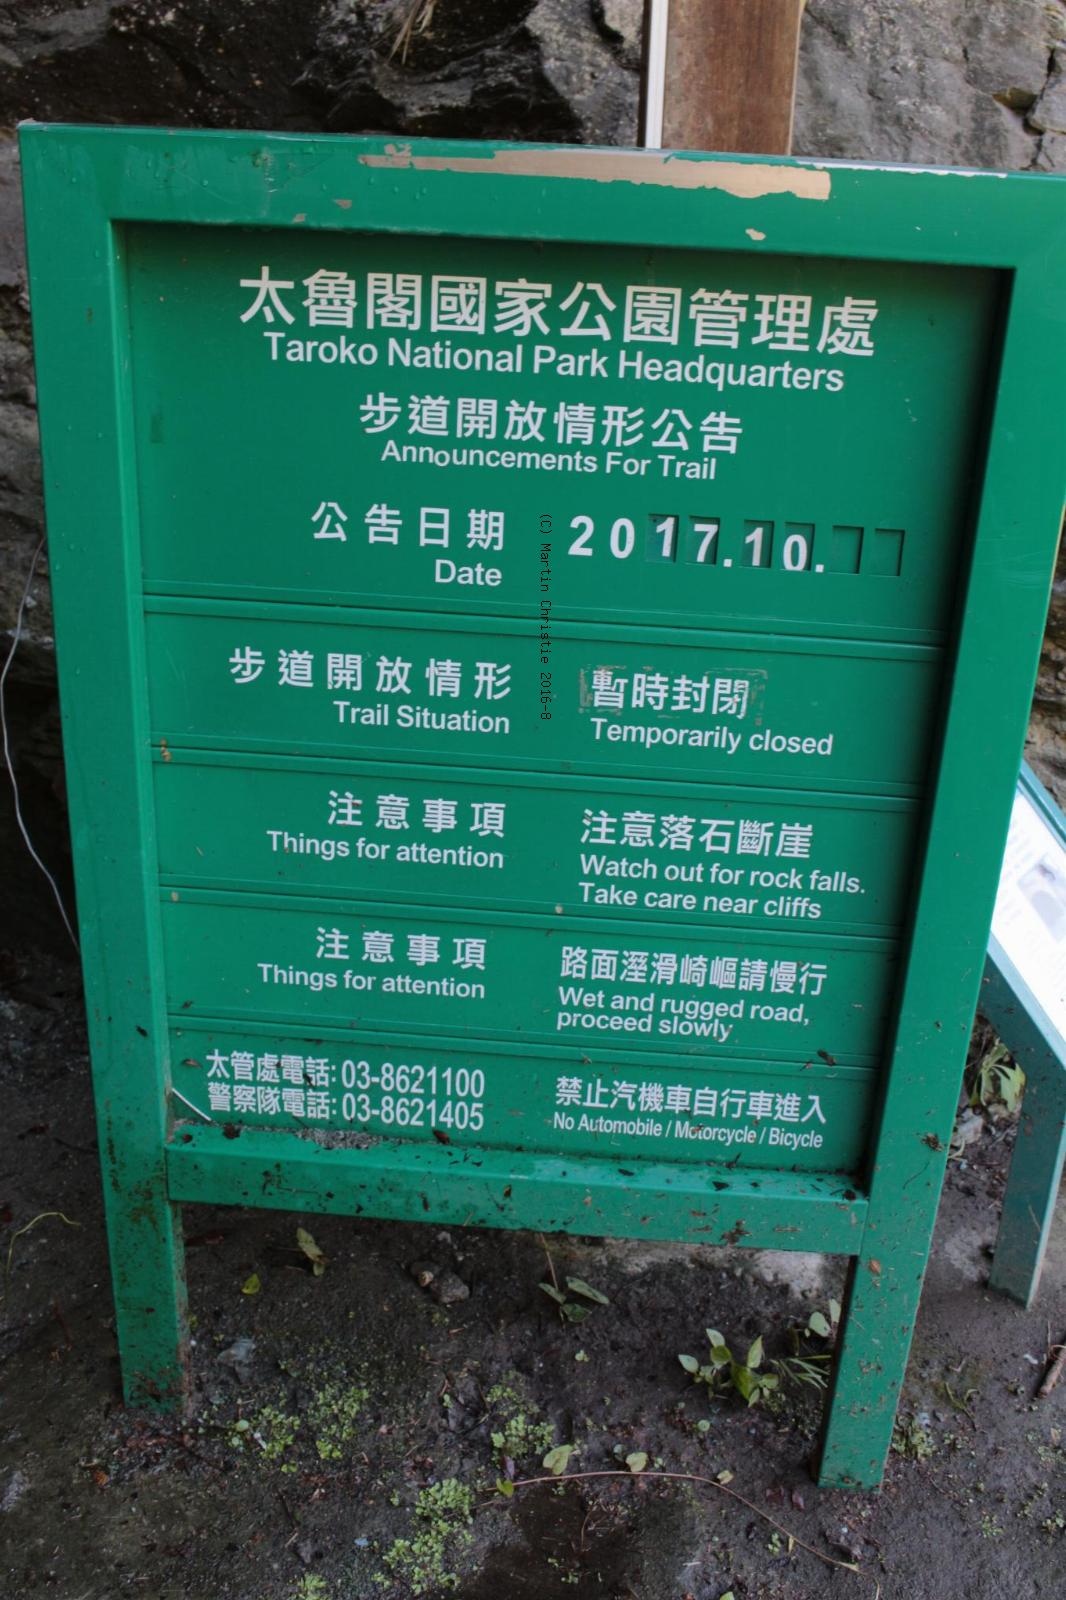 太魯閣國家公園管理處
Taroko National Park Headquarters
步道開放情形公告
Announcements For Trail
公告日期 2017.10.
Date
步道開放情形 暫時封閉
Trail Situation Temporarily closed
注意事項 注意落石斷崖
Things for attention Watch out for rock falls.
Take care near cliffs
注意事項 路面溼滑崎嶇請慢行
Things for attention Wet and rugged road,
proceed slowly
太管處電話:03-8621100
警察隊電話:03-8621405
禁止汽機車自行車進入
No Automobile / Motorcycle / Bicycle
(C) Martin Christie 2016-8